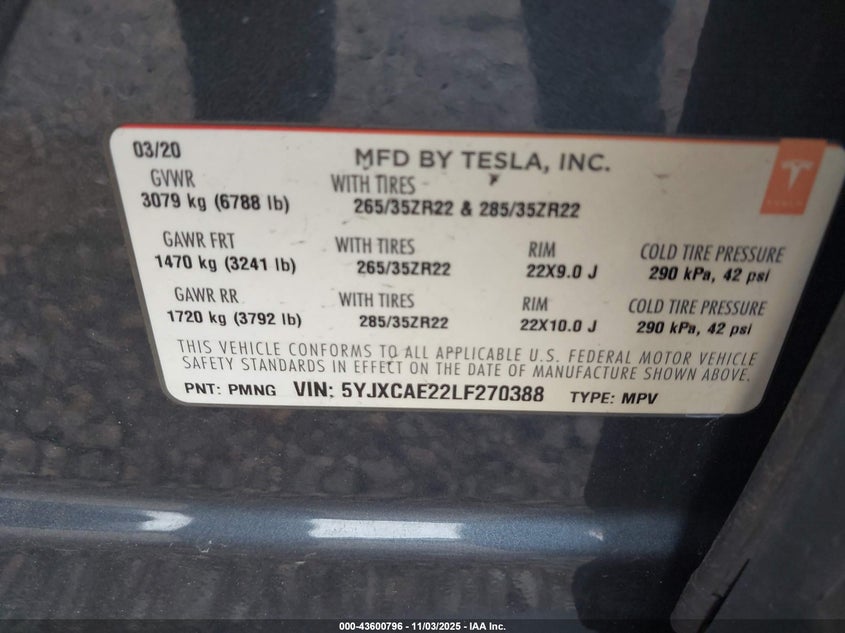 03/20 MFD BY TESLA, INC.
GVWR WITH TIRES
3079 kg (6788 lb) 265/35ZR22 & 285/35ZR22
GAWR FRT WITH TIRES RIM COLD TIRE PRESSURE
1470 kg (3241 lb) 265/35ZR22 22X9.0 J 290 kPa, 42 psi
GAWR RR WITH TIRES RIM COLD TIRE PRESSURE
1720 kg (3792 lb) 285/35ZR22 22X10.0 J 290 kPa, 42 psi
THIS VEHICLE CONFORMS TO ALL APPLICABLE U.S. FEDERAL MOTOR VEHICLE
SAFETY STANDARDS IN EFFECT ON THE DATE OF MANUFACTURE SHOWN ABOVE.
PNT: PMNG VIN: 5YJXCAE22LF270388 TYPE: MPV
000-43600796 - 11/03/2025 - IAA Inc.